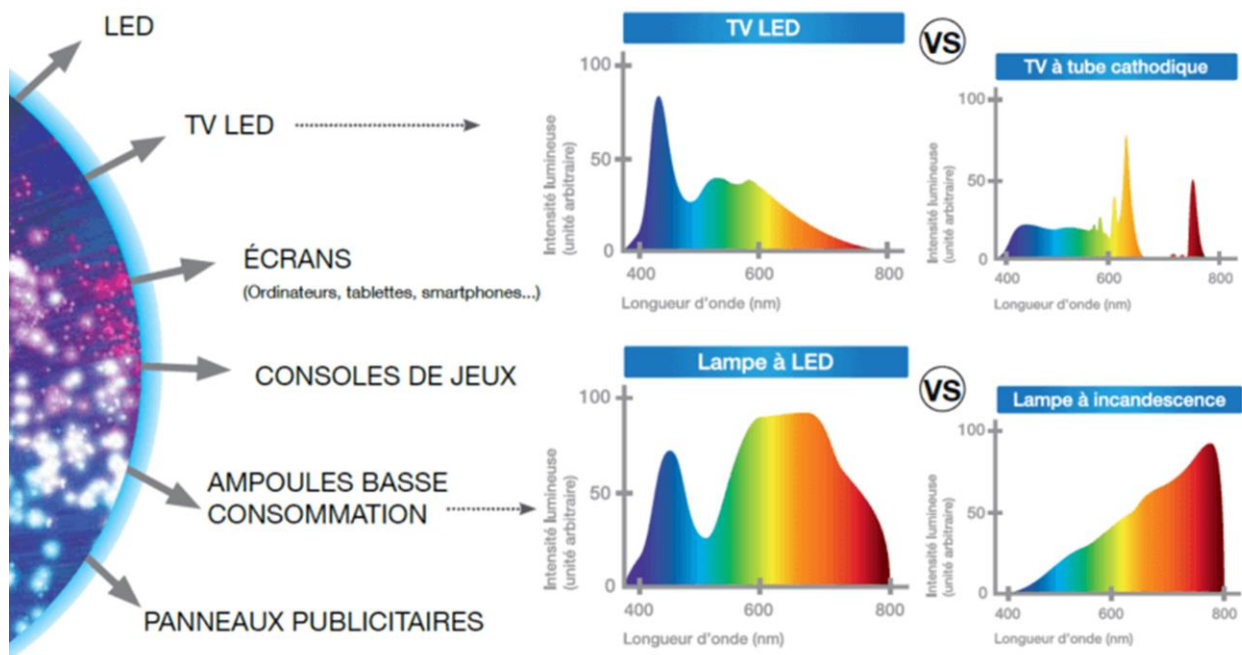 LED
TV LED
ÉCRANS
(Ordinateurs, tablettes, smartphones...)
CONSOLES DE JEUX
AMPOULES BASSE
CONSOMMATION
PANNEAUX PUBLICITAIRES
TV LED
100
50
0
400
600
800
Intensité lumineuse
(unité arbitraire)
Longueur d'onde (nm)
VS
TV à tube cathodique
100
50
0
400
600
800
Intensité lumineuse
(unité arbitraire)
Longueur d'onde (nm)
Lampe à LED
100
50
0
400
600
800
Intensité lumineuse
(unité arbitraire)
Longueur d'onde (nm)
VS
Lampe à incandescence
100
50
0
400
600
800
Intensité lumineuse
(unité arbitraire)
Longueur d'onde (nm)